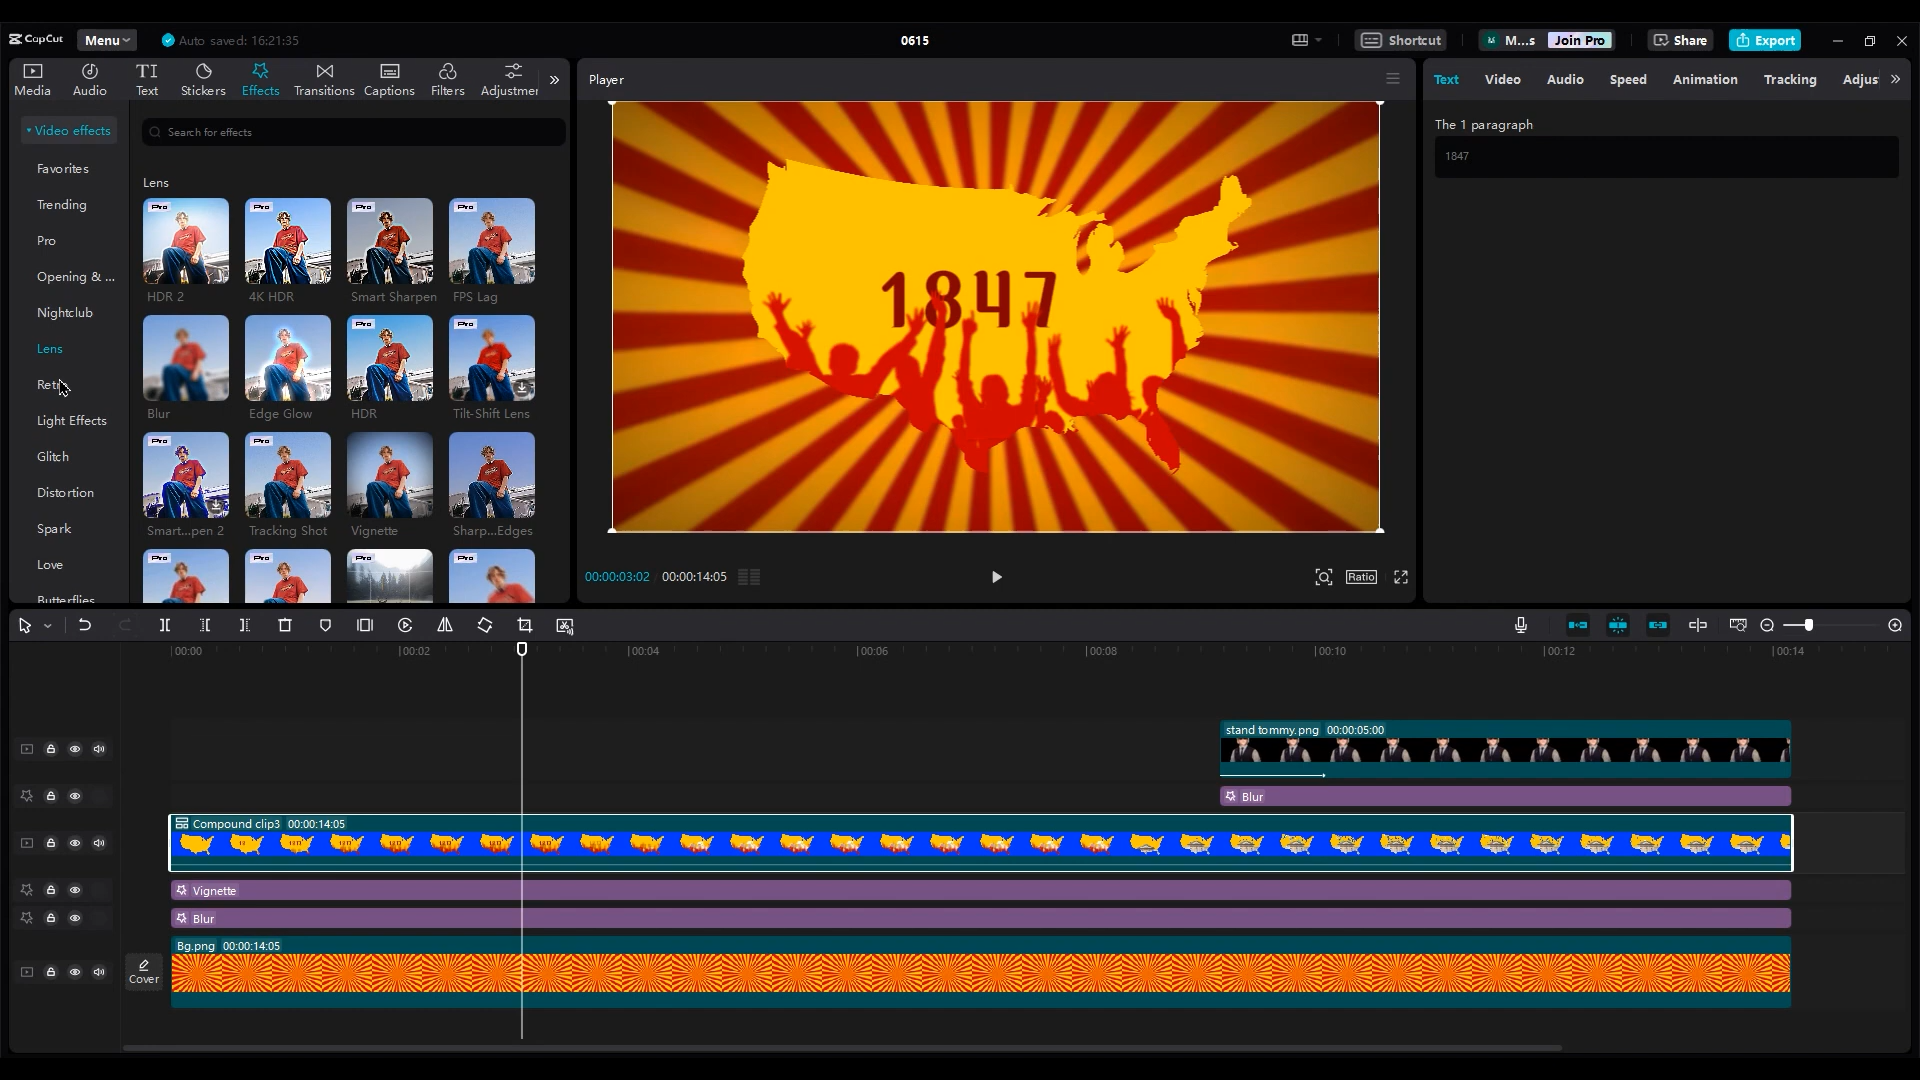 CapCut
Menu
Auto saved: 16:21:35
0615
Shortcut
M...s
Join Pro
Share
Export
Media
Audio
Text
Stickers
Effects
Transitions
Captions
Filters
Adjustmen
Player
Text
Video
Audio
Speed
Animation
Tracking
Adjus
Video effects
Favorites
Trending
Pro
Opening & ...
Nightclub
Lens
Light Effects
Glitch
Distortion
Spark
Love
Butterflies
Search for effects
Lens
Pro
Pro
Pro
Pro
HDR 2
4K HDR
Smart Sharpen
FPS Lag
Pro
Pro
Blur
Edge Glow
HDR
Tilt-Shift Lens
Pro
Pro
Smart...pen 2
Tracking Shot
Vignette
Sharp...Edges
Pro
Pro
Pro
Pro
1847
00:00:03:02
00:00:14:05
Ratio
The 1 paragraph
1847
00:00
00:02
00:04
00:06
00:08
00:10
00:12
00:14
stand tommy.png 00:00:05:00
Blur
Compound clip3 00:00:14:05
Vignette
Blur
Bg.png 00:00:14:05
Cover